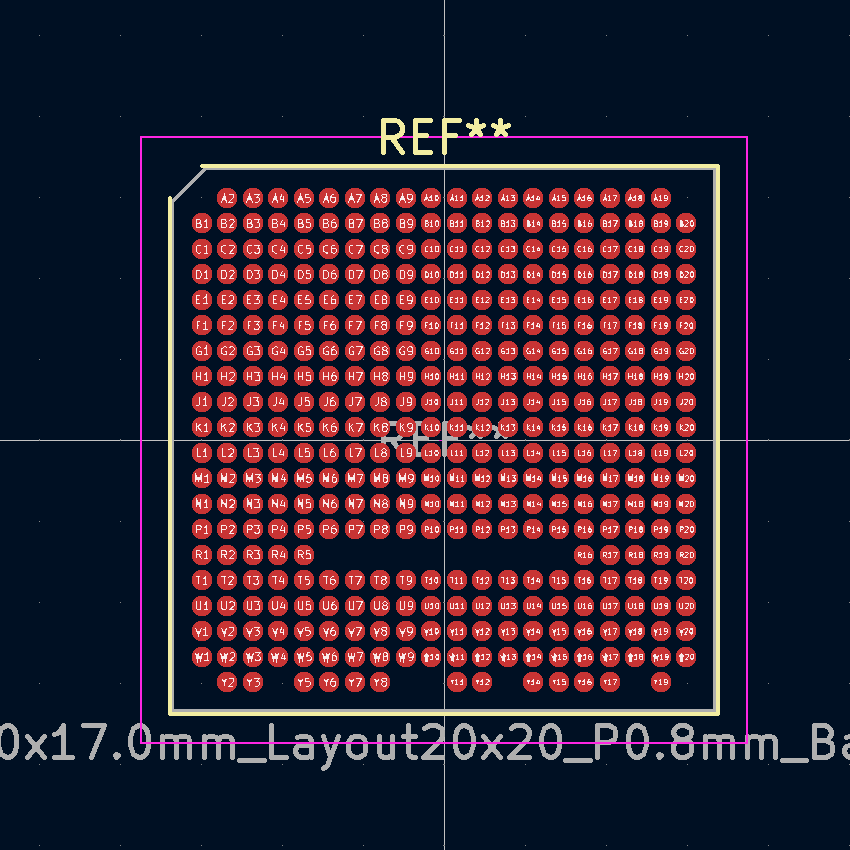 REF**
A2 A3 A4 A5 A6 A7 A8 A9 A10 A11 A12 A13 A14 A15 A16 A17 A18 A19
B1 B2 B3 B4 B5 B6 B7 B8 B9 B10 B11 B12 B13 B14 B15 B16 B17 B18 B19 B20
C1 C2 C3 C4 C5 C6 C7 C8 C9 C10 C11 C12 C13 C14 C15 C16 C17 C18 C19 C20
D1 D2 D3 D4 D5 D6 D7 D8 D9 D10 D11 D12 D13 D14 D15 D16 D17 D18 D19 D20
E1 E2 E3 E4 E5 E6 E7 E8 E9 E10 E11 E12 E13 E14 E15 E16 E17 E18 E19 E20
F1 F2 F3 F4 F5 F6 F7 F8 F9 F10 F11 F12 F13 F14 F15 F16 F17 F18 F19 F20
G1 G2 G3 G4 G5 G6 G7 G8 G9 G10 G11 G12 G13 G14 G15 G16 G17 G18 G19 G20
H1 H2 H3 H4 H5 H6 H7 H8 H9 H10 H11 H12 H13 H14 H15 H16 H17 H18 H19 H20
J1 J2 J3 J4 J5 J6 J7 J8 J9 J10 J11 J12 J13 J14 J15 J16 J17 J18 J19 J20
K1 K2 K3 K4 K5 K6 K7 K8 K9 K10 K11 K12 K13 K14 K15 K16 K17 K18 K19 K20
REF**
L1 L2 L3 L4 L5 L6 L7 L8 L9 L10 L11 L12 L13 L14 L15 L16 L17 L18 L19 L20
M1 M2 M3 M4 M5 M6 M7 M8 M9 M10 M11 M12 M13 M14 M15 M16 M17 M18 M19 M20
N1 N2 N3 N4 N5 N6 N7 N8 N9 N10 N11 N12 N13 N14 N15 N16 N17 N18 N19 N20
P1 P2 P3 P4 P5 P6 P7 P8 P9 P10 P11 P12 P13 P14 P15 P16 P17 P18 P19 P20
R1 R2 R3 R4 R5 R16 R17 R18 R19 R20
T1 T2 T3 T4 T5 T6 T7 T8 T9 T10 T11 T12 T13 T14 T15 T16 T17 T18 T19 T20
U1 U2 U3 U4 U5 U6 U7 U8 U9 U10 U11 U12 U13 U14 U15 U16 U17 U18 U19 U20
V1 V2 V3 V4 V5 V6 V7 V8 V9 V10 V11 V12 V13 V14 V15 V16 V17 V18 V19 V20
W1 W2 W3 W4 W5 W6 W7 W8 W9 W10 W11 W12 W13 W14 W15 W16 W17 W18 W19 W20
Y2 Y3 Y5 Y6 Y7 Y8 Y11 Y12 Y14 Y15 Y16 Y17 Y19
0x17.0mm_Layout20x20_P0.8mm_Ba